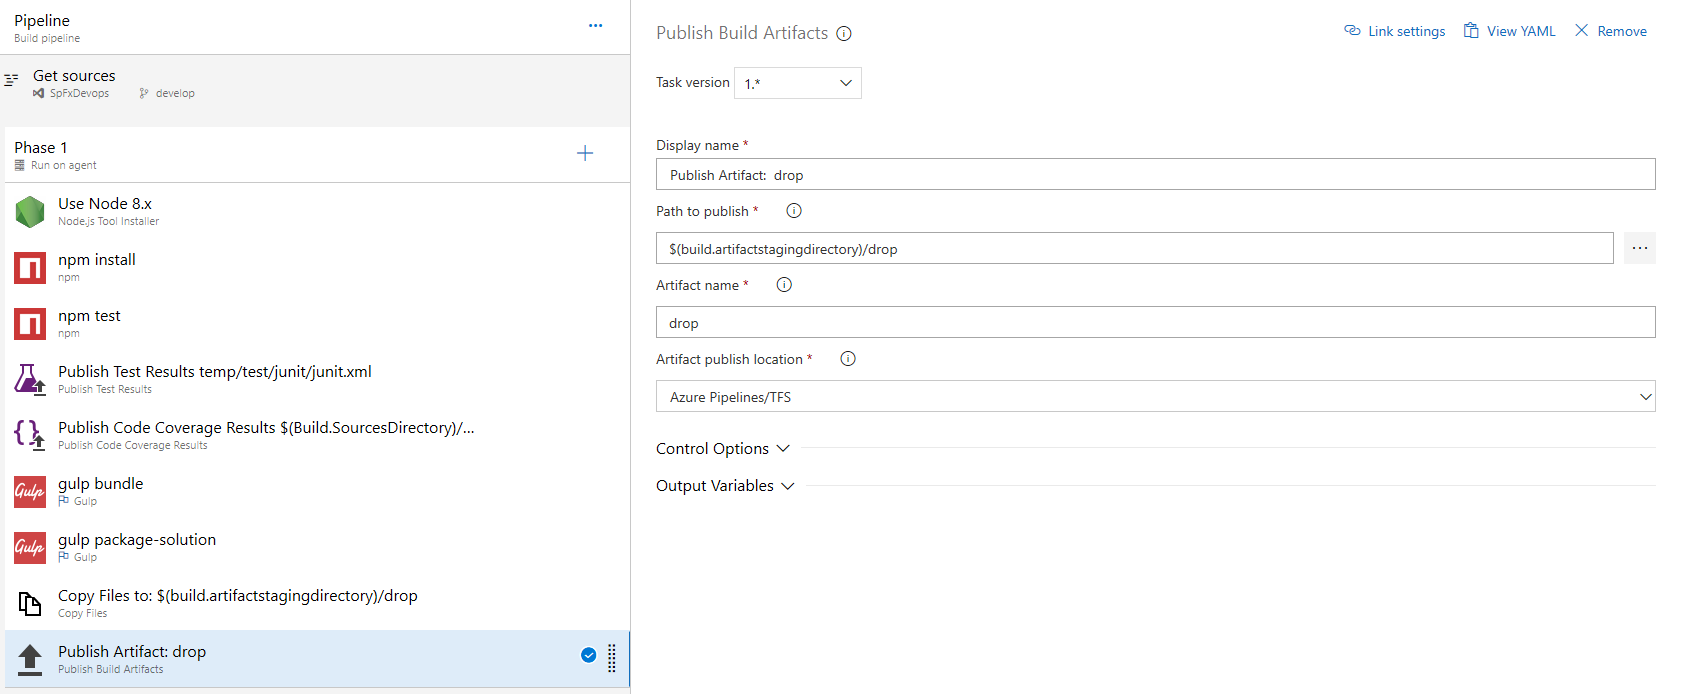 Pipeline
Build pipeline
Get sources
SpFxDevops develop
Phase 1
Run on agent
Use Node 8.x
Node.js Tool Installer
npm install
npm
npm test
npm
Publish Test Results temp/test/junit/junit.xml
Publish Test Results
Publish Code Coverage Results $(Build.SourcesDirectory)/...
Publish Code Coverage Results
Gulp
gulp bundle
Gulp
Gulp
gulp package-solution
Gulp
Copy Files to: $(build.artifactstagingdirectory)/drop
Copy Files
Publish Artifact: drop
Publish Build Artifacts
Publish Build Artifacts
Link settings View YAML Remove
Task version 1.*
Display name *
Publish Artifact: drop
Path to publish *
$(build.artifactstagingdirectory)/drop
Artifact name *
drop
Artifact publish location *
Azure Pipelines/TFS
Control Options
Output Variables